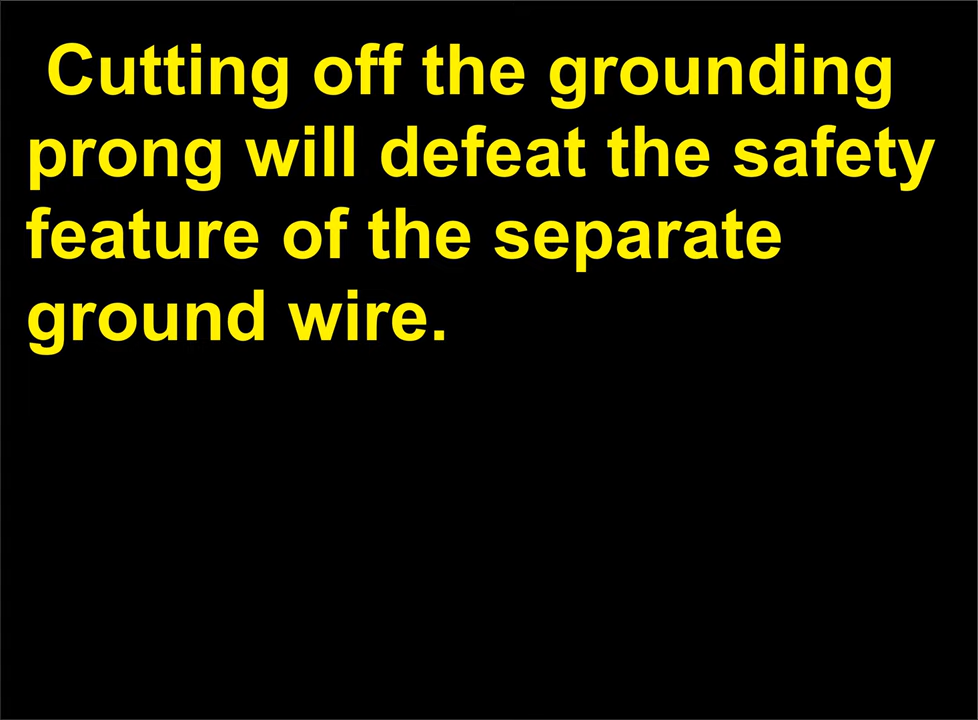 Cutting off the grounding
prong will defeat the safety
feature of the separate
ground wire.